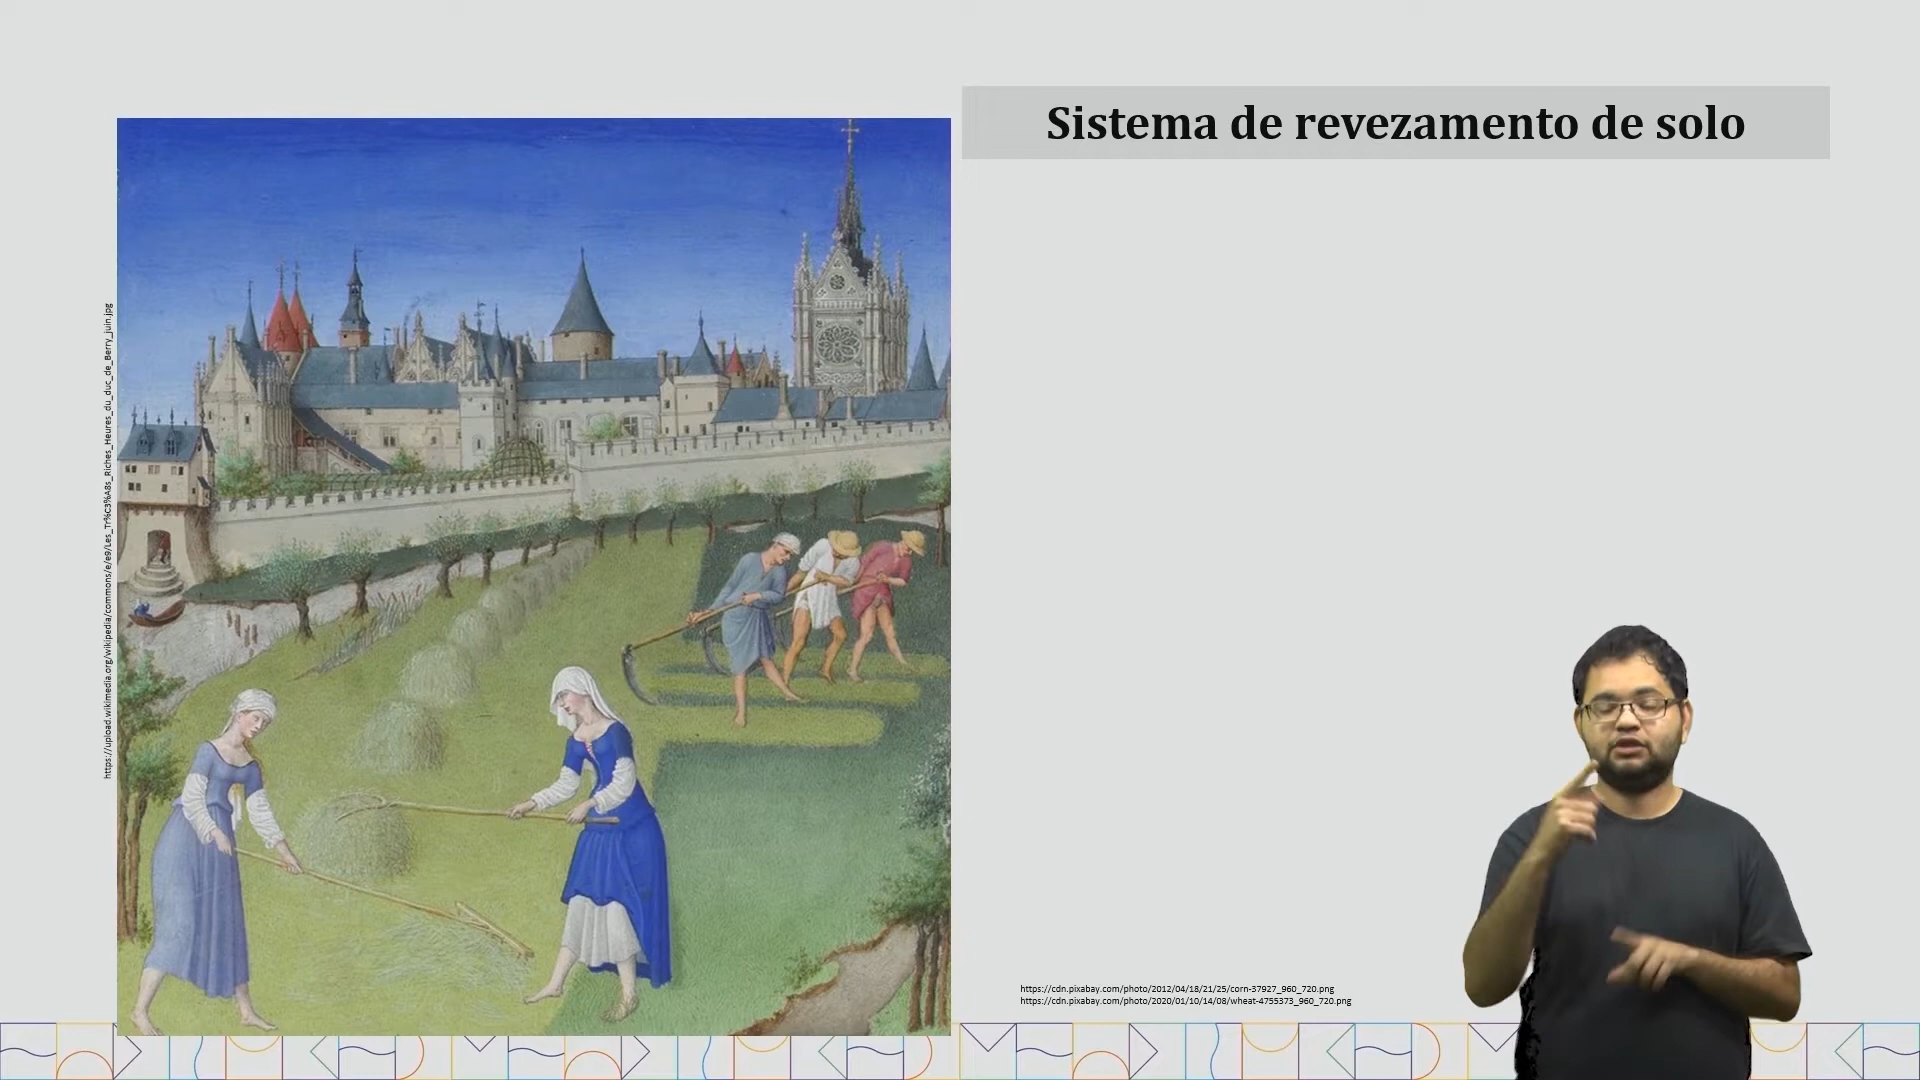 Sistema de revezamento de solo
https://upload.wikimedia.org/wikipedia/commons/e/e9/Les_Tr%C3%A8s_Riches_Heures_du_duc_de_Berry_juin.jpg
https://cdn.pixabay.com/photo/2012/04/18/21/25/corn-37927_960_720.png
https://cdn.pixabay.com/photo/2020/01/10/14/08/wheat-4755373_960_720.png